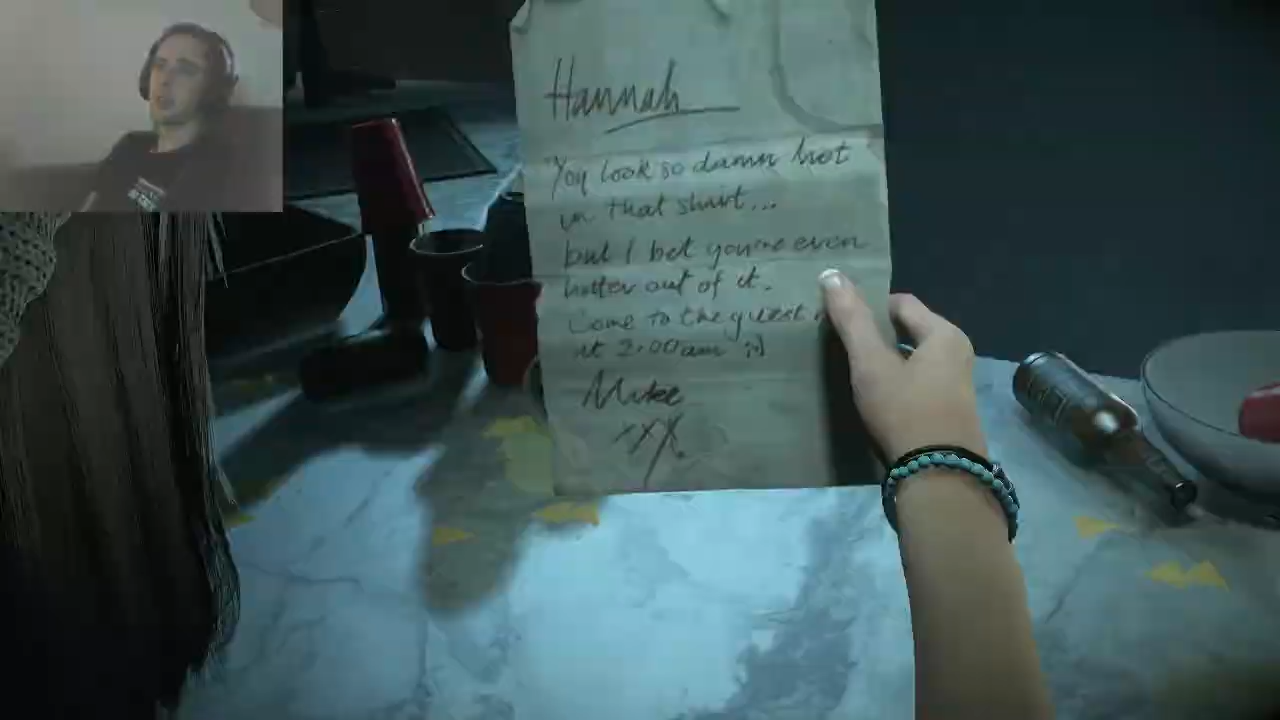 Hannah
You look so damn hot
in that shirt...
but I bet you're even
hotter out of it.
Come to the guest
at 2:00am ;)
Mike
xXX